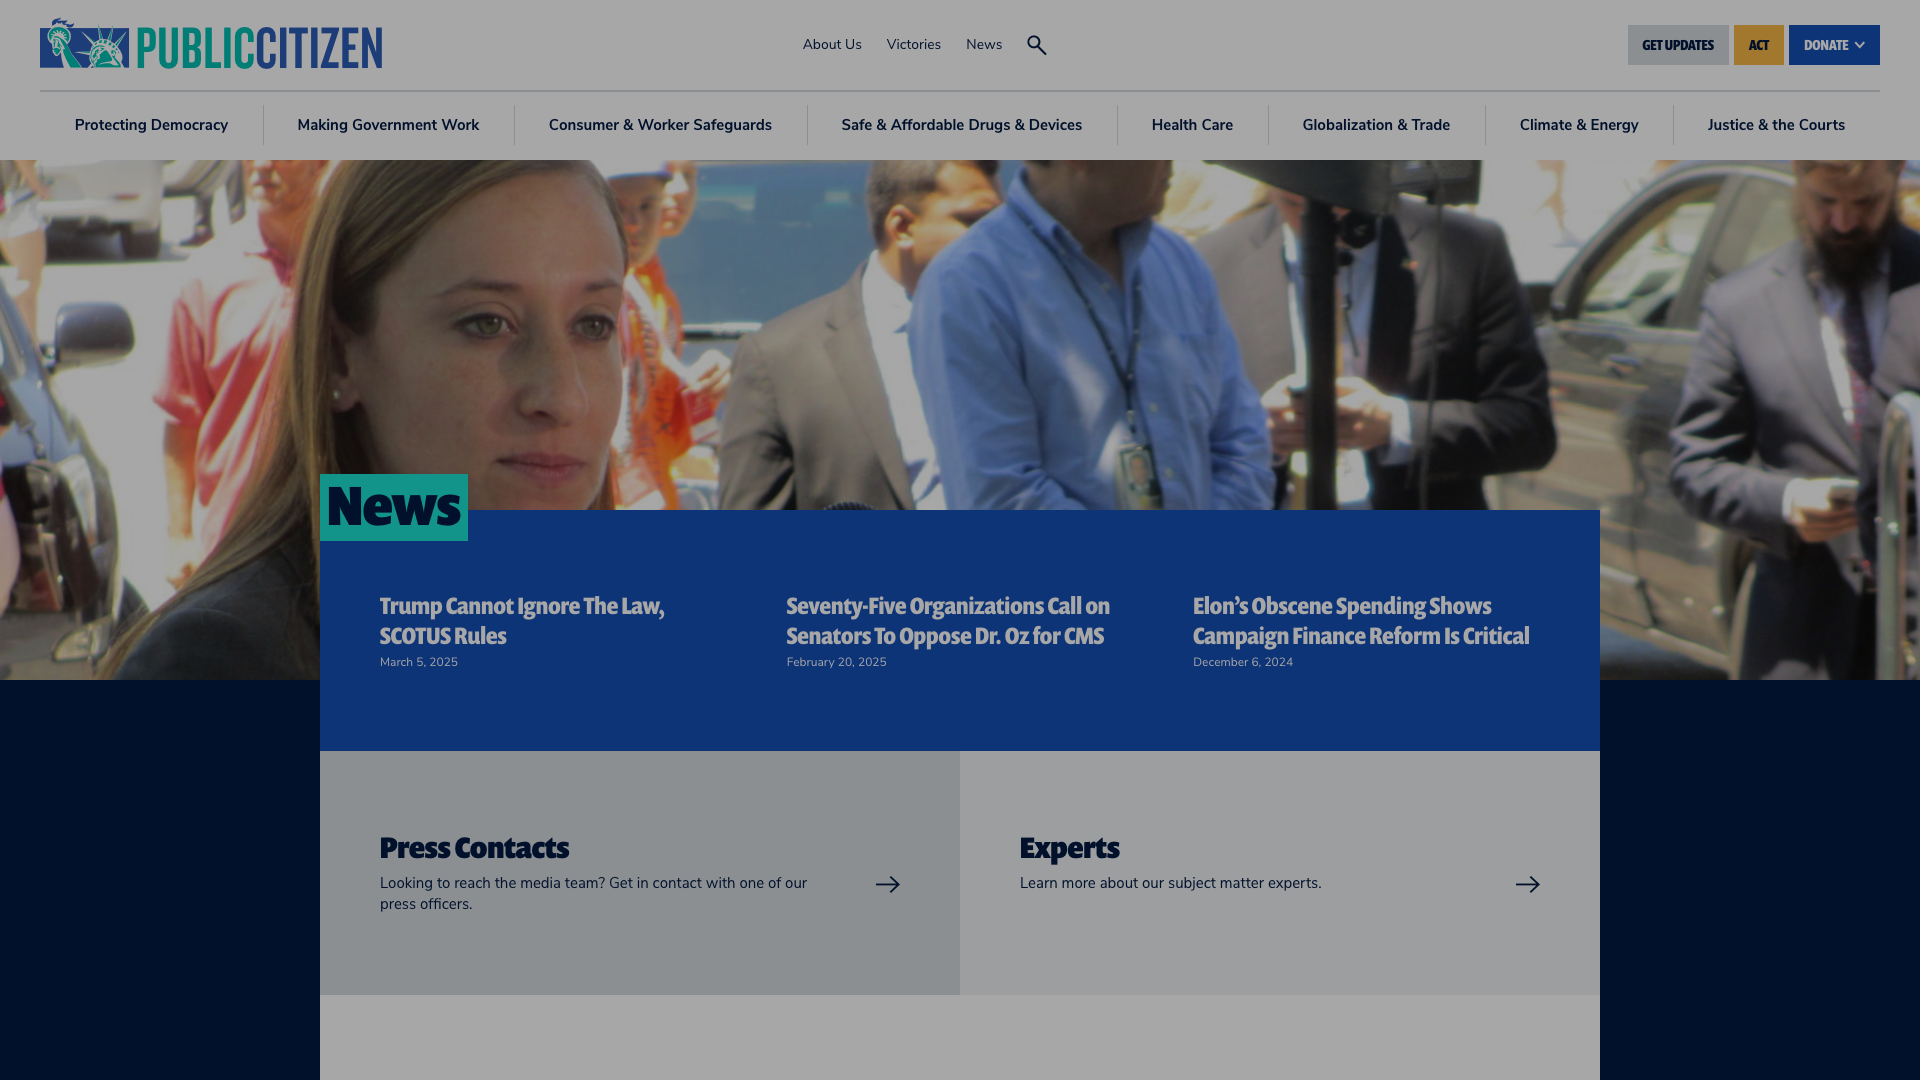 PUBLICCITIZEN
About Us
Victories
News
GET UPDATES
ACT
DONATE
Protecting Democracy
Making Government Work
Consumer & Worker Safeguards
Safe & Affordable Drugs & Devices
Health Care
Globalization & Trade
Climate & Energy
Justice & the Courts
News
Trump Cannot Ignore The Law,
SCOTUS Rules
March 5, 2025
Seventy-Five Organizations Call on
Senators To Oppose Dr. Oz for CMS
February 20, 2025
Elon’s Obscene Spending Shows
Campaign Finance Reform Is Critical
December 6, 2024
Press Contacts
Looking to reach the media team? Get in contact with one of our
press officers.
Experts
Learn more about our subject matter experts.